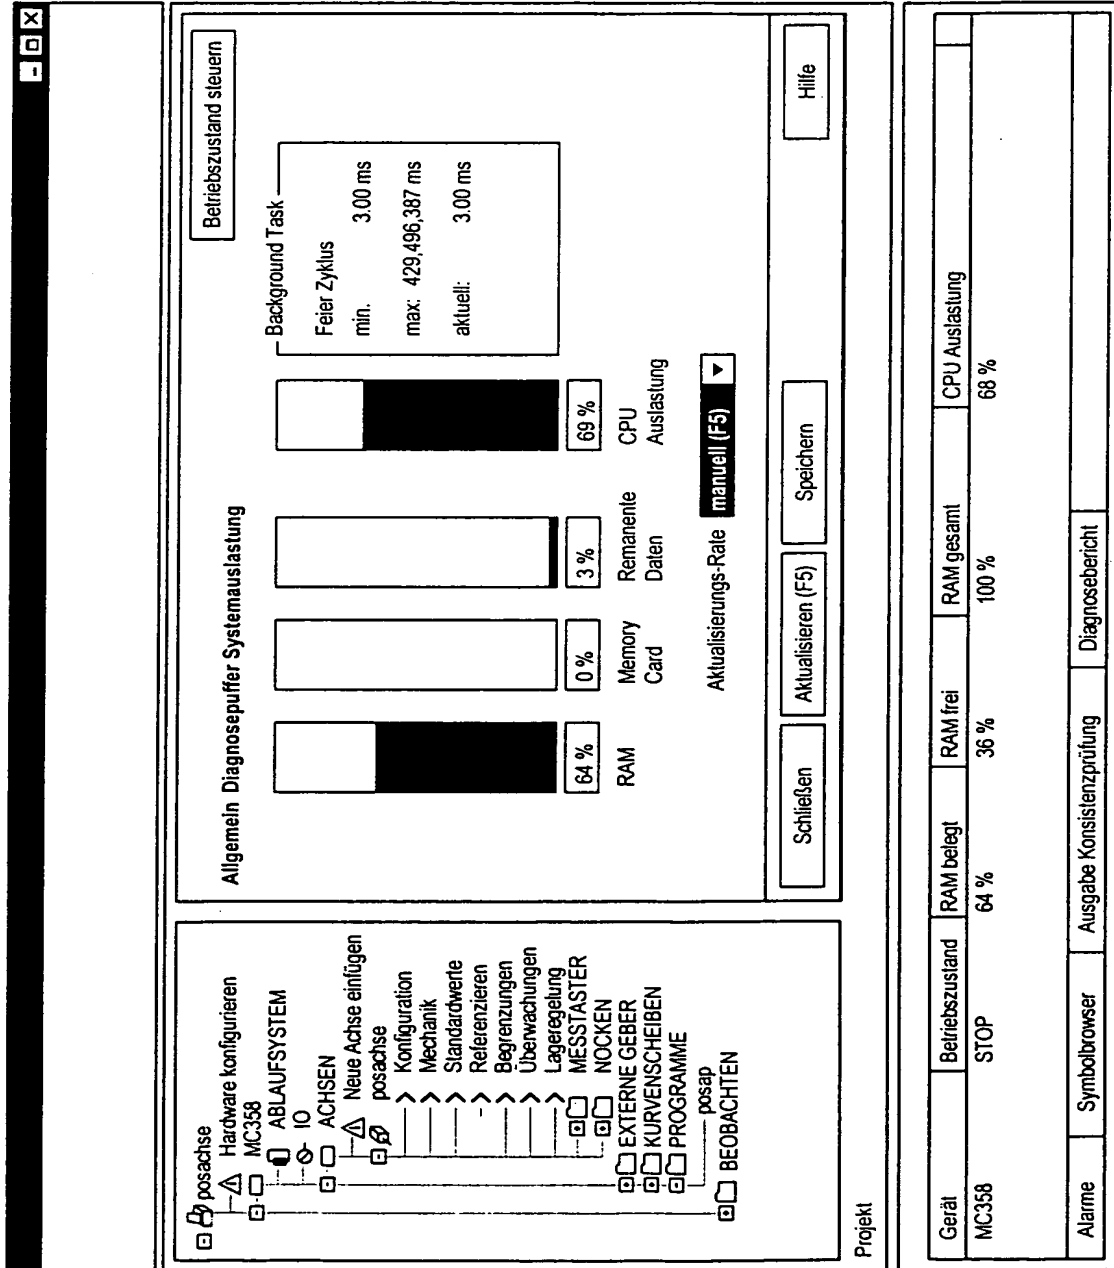 posachse
Hardware konfigurieren
MC358
ABLAUFSYSTEM
IO
ACHSEN
Neue Achse einfügen
posachse
Konfiguration
Mechanik
Standardwerte
Referenzieren
Begrenzungen
Überwachungen
Lageregelung
MESSTASTER
NOCKEN
EXTERNE GEBER
KURVENSCHEIBEN
PROGRAMME
posap
BEOBACHTEN
Projekt
Betriebszustand steuern
Allgemein Diagnosepuffer Systemauslastung
Background Task
Feier Zyklus
min. 3.00 ms
max: 429,496,387 ms
aktuell: 3.00 ms
64 % 0 % 3 % 69 %
RAM
Memory Card
Remanente Daten
CPU Auslastung
Aktualisierungs-Rate manuell (F5)
Schließen Aktualisieren (F5) Speichern Hilfe
Gerät Betriebszustand RAM belegt RAM frei RAM gesamt CPU Auslastung
MC358 STOP 64 % 36 % 100 % 68 %
Alarme Symbolbrowser Ausgabe Konsistenzprüfung Diagnosebericht